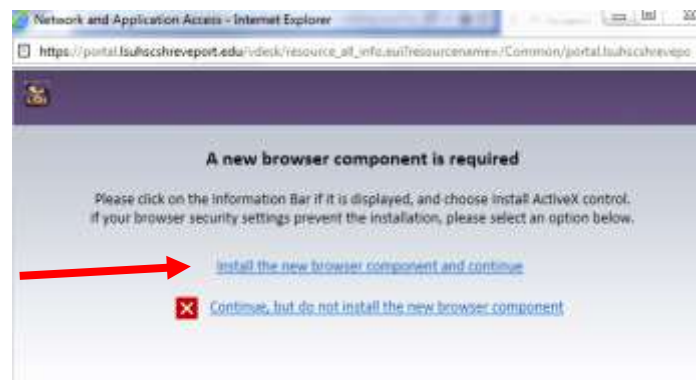 Network and Application Access - Internet Explorer
https://portal.lsuhscshreveport.edu/vdesk/resource_all_info.eui?resourcename=/Common/portal.lsuhscshrevepo
A new browser component is required
Please click on the Information Bar if it is displayed, and choose Install ActiveX control.
If your browser security settings prevent the installation, please select an option below.
Install the new browser component and continue
Continue, but do not install the new browser component